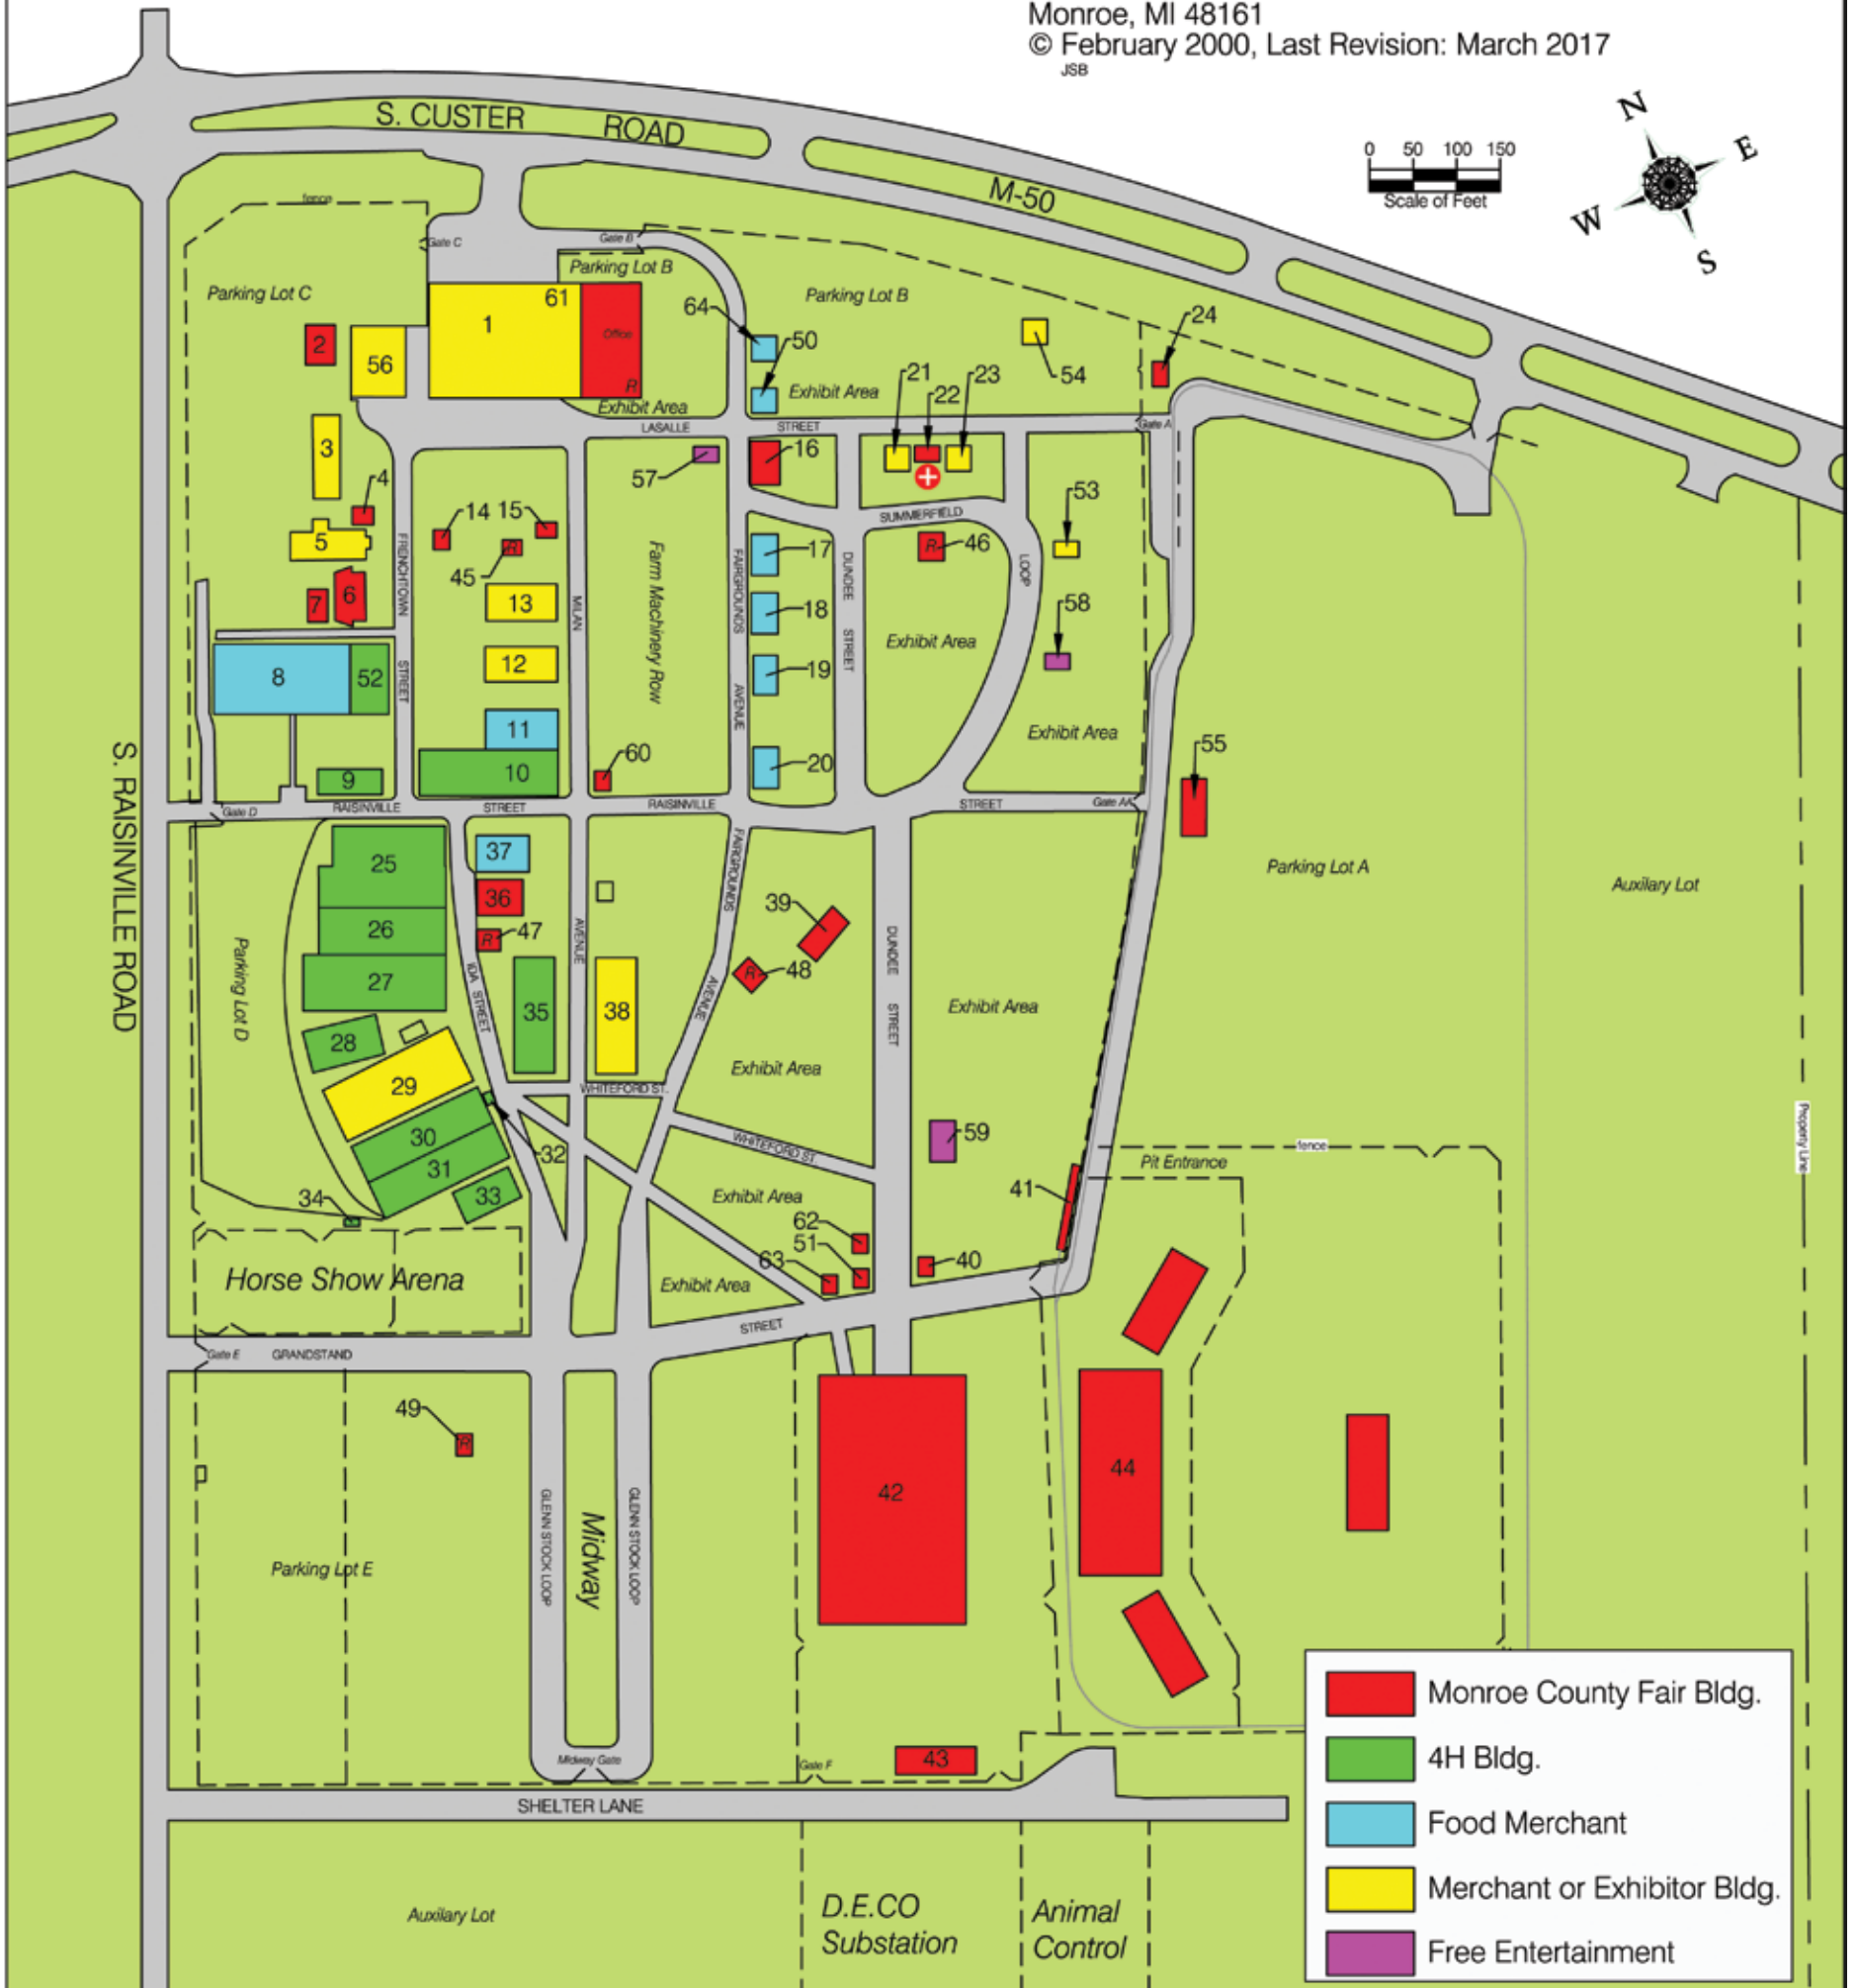 Monroe, MI 48161
© February 2000, Last Revision: March 2017
JSB
S. CUSTER ROAD
M-50
N
E
W
S
0 50 100 150
Scale of Feet
fence
Gate C
Gate B
Parking Lot B
Parking Lot C
Parking Lot B
61
1
Office
R
64
50
Exhibit Area
2
56
54
24
21
22
23
Exhibit Area
LASALLE
STREET
Gate A
3
57
16
4
14
15
45
R
5
SUMMERFIELD
53
R
46
17
7
6
13
18
LOOP
58
FRENCHTOWN
STREET
MILAN
Farm Machinery Row
FAIRGROUNDS
AVENUE
DUNDEE
STREET
Exhibit Area
8
52
12
19
11
Exhibit Area
55
10
60
20
9
Gate D
RAISINVILLE
STREET
RAISINVILLE
STREET
Gate AA
S. RAISINVILLE ROAD
25
37
36
26
R
47
27
28
29
30
31
32
33
34
35
38
39
R
48
IDA STREET
AVENUE
FAIRGROUNDS
AVENUE
DUNDEE
STREET
Parking Lot D
Parking Lot A
Auxilary Lot
Exhibit Area
Exhibit Area
WHITEFORD ST.
WHITEFORD ST.
59
Property Line
fence
Pit Entrance
41
Exhibit Area
62
51
63
40
Exhibit Area
Horse Show Arena
STREET
Gate E
GRANDSTAND
49
R
42
44
GLENN STOCK LOOP
Midway
GLENN STOCK LOOP
Parking Lot E
Midway Gate
Gate F
43
SHELTER LANE
Auxilary Lot
D.E.CO
Substation
Animal
Control
Monroe County Fair Bldg.
4H Bldg.
Food Merchant
Merchant or Exhibitor Bldg.
Free Entertainment